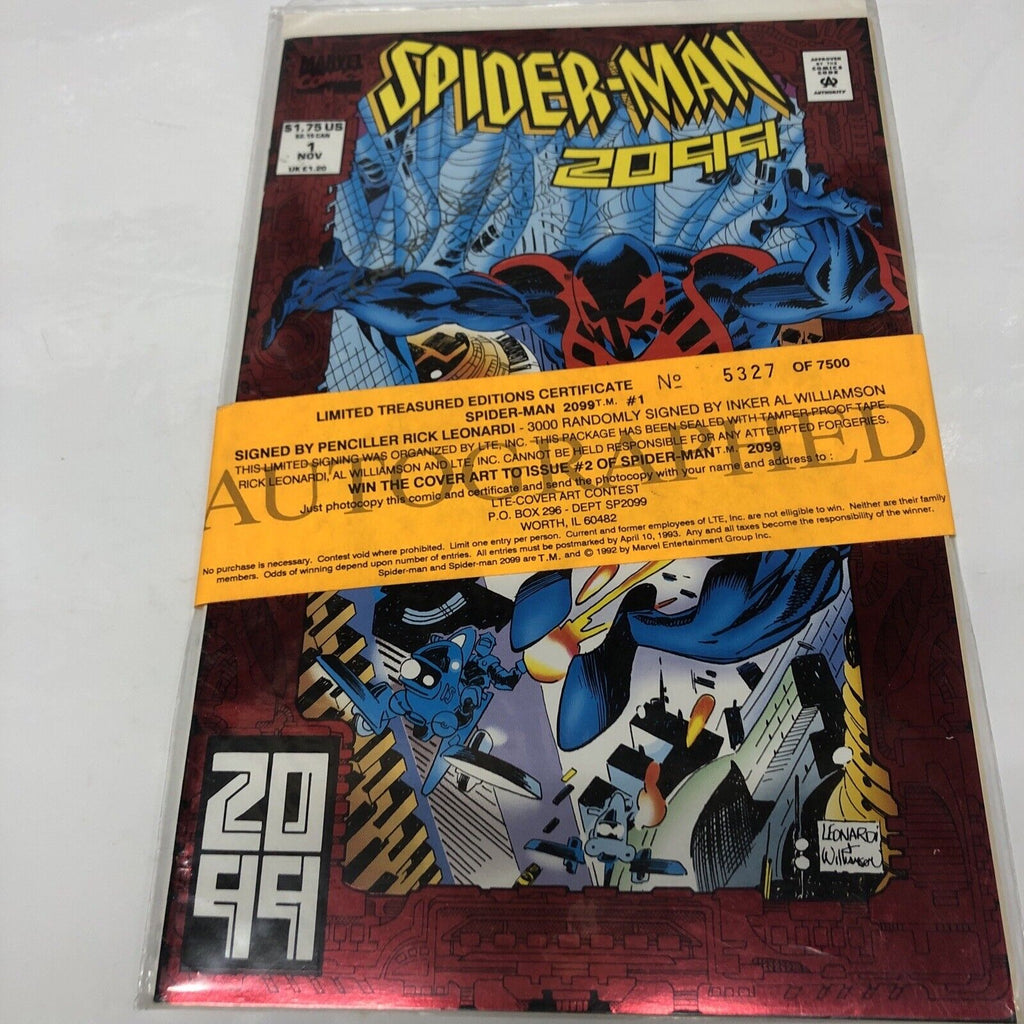 MARVEL
COMICS
SPIDER-MAN
2099
APPROVED
BY THE
COMICS
CODE
CA
AUTHORITY
$1.75 US
$2.15 CAN
1
NOV
UK £1.20
LIMITED TREASURED EDITIONS CERTIFICATE No 5327 OF 7500
SPIDER-MAN 2099T.M. #1
SIGNED BY PENCILLER RICK LEONARDI - 3000 RANDOMLY SIGNED BY INKER AL WILLIAMSON
THIS LIMITED SIGNING WAS ORGANIZED BY LTE, INC. THIS PACKAGE HAS BEEN SEALED WITH TAMPER-PROOF TAPE
RICK LEONARDI, AL WILLIAMSON AND LTE, INC. CANNOT BE HELD RESPONSIBLE FOR ANY ATTEMPTED FORGERIES.
WIN THE COVER ART TO ISSUE #2 OF SPIDER-MANT.M. 2099
Just photocopy this comig and certificate and send the photocopy with your name and address to :
LTE-COVER ART CONTEST
P.O. BOX 296 - DEPT SP2099
WORTH, IL 60482
AUTOGRAPHED
No purchase is necessary. Contest void where prohibited. Limit one entry per person. Current and former employees of LTE, Inc. are not elligible to win. Neither are their family
members. Odds of winning depend upon number of entries. All entries must be postmarked by April 10, 1993. Any and all taxes become the responsibility of the winner.
Spider-man and Spider-man 2099 are T.M. and © 1992 by Marvel Entertainment Group Inc.
20
99
LEONARDi
+
Williamson